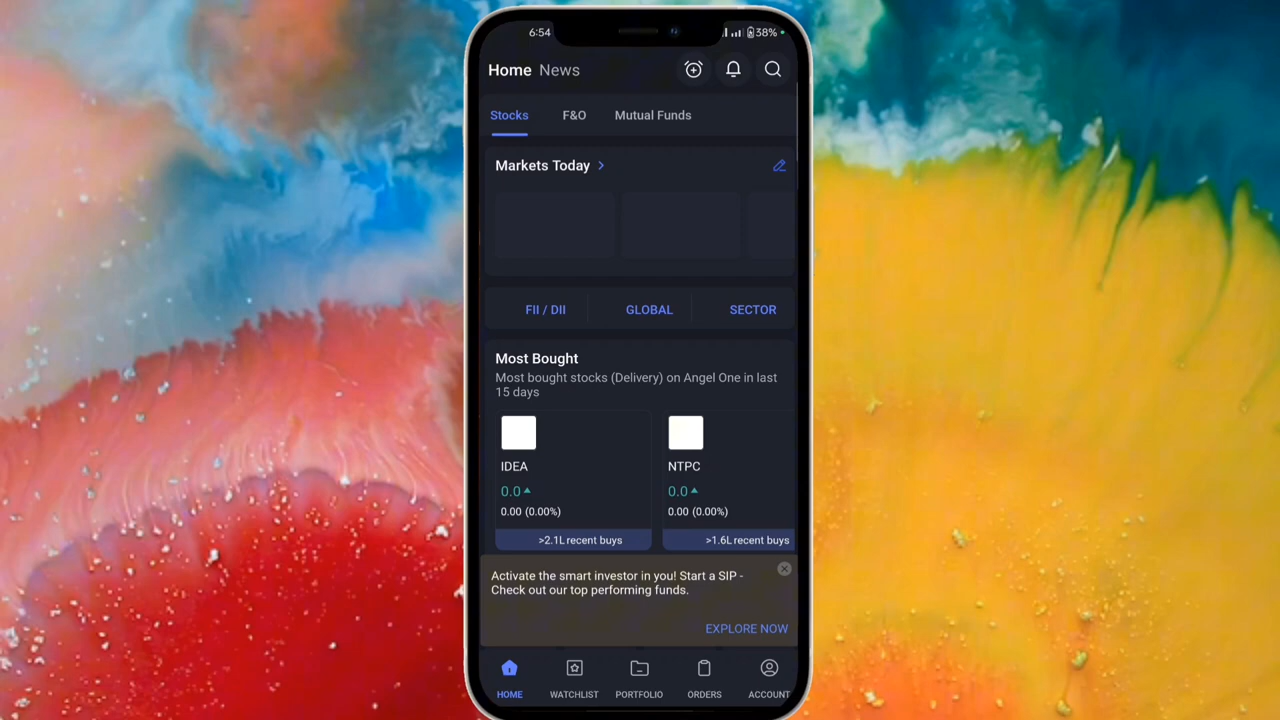 6:54
38%
Home News
Stocks F&O Mutual Funds
Markets Today
FII / DII GLOBAL SECTOR
Most Bought
Most bought stocks (Delivery) on Angel One in last
15 days
IDEA NTPC
0.0 0.0
0.00 (0.00%) 0.00 (0.00%)
>2.1L recent buys >1.6L recent buys
Activate the smart investor in you! Start a SIP -
Check out our top performing funds.
EXPLORE NOW
HOME WATCHLIST PORTFOLIO ORDERS ACCOUNT